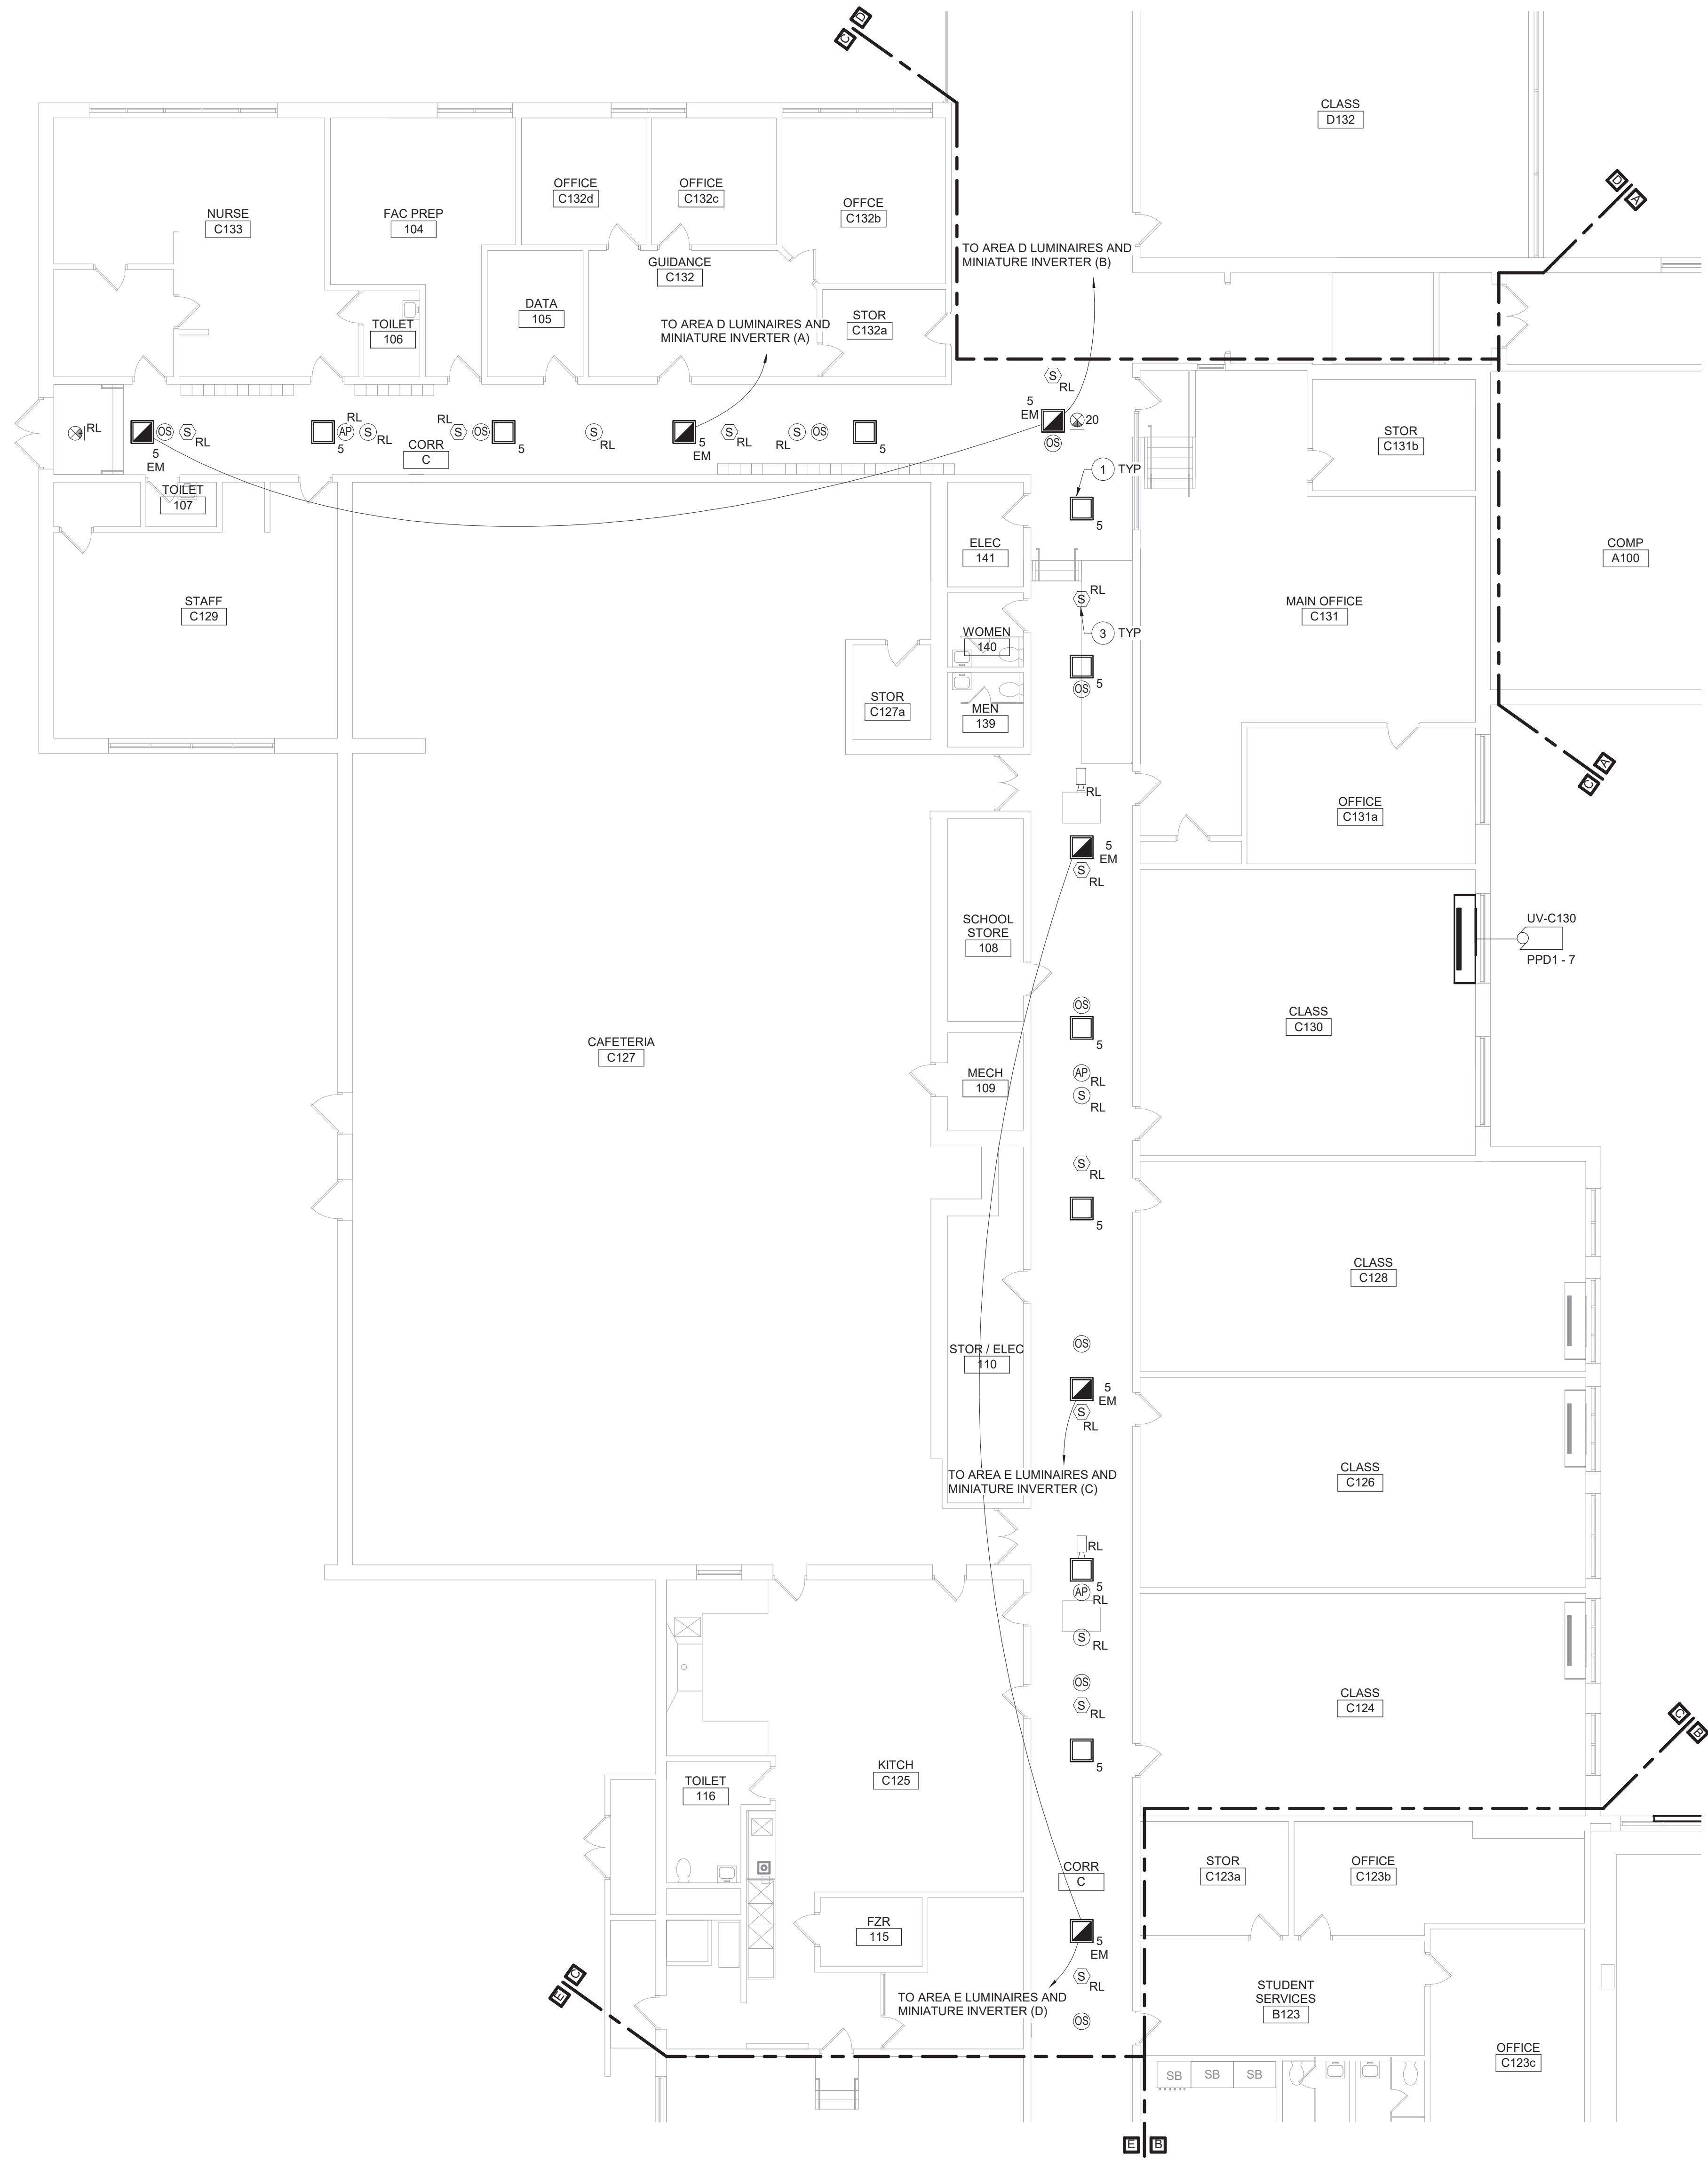 D
C
CLASS
D132
D
A
NURSE
C133
FAC PREP
104
OFFICE
C132d
OFFICE
C132c
OFFCE
C132b
GUIDANCE
C132
DATA
105
TOILET
106
STOR
C132a
TO AREA D LUMINAIRES AND
MINIATURE INVERTER (A)
TO AREA D LUMINAIRES AND
MINIATURE INVERTER (B)
RL
5
EM
OS
S
RL
RL
AP
5
S
RL
RL
S
OS
5
CORR
C
S
RL
5
EM
S
RL
RL
S
OS
5
S
RL
5
EM
20
OS
1
TYP
5
TOILET
107
STAFF
C129
ELEC
141
WOMEN
140
MEN
139
STOR
C127a
S
RL
3
TYP
5
OS
STOR
C131b
MAIN OFFICE
C131
COMP
A100
OFFICE
C131a
A
C
RL
5
EM
S
RL
SCHOOL
STORE
108
UV-C130
PPD1 - 7
CLASS
C130
CAFETERIA
C127
MECH
109
OS
5
AP
RL
S
RL
S
RL
5
CLASS
C128
STOR / ELEC
110
OS
5
EM
S
RL
TO AREA E LUMINAIRES AND
MINIATURE INVERTER (C)
CLASS
C126
RL
5
AP
RL
S
RL
OS
S
RL
5
CLASS
C124
C
B
KITCH
C125
TOILET
116
CORR
C
STOR
C123a
OFFICE
C123b
FZR
115
5
EM
S
RL
OS
TO AREA E LUMINAIRES AND
MINIATURE INVERTER (D)
C
E
STUDENT
SERVICES
B123
OFFICE
C123c
SB
SB
SB
E
B